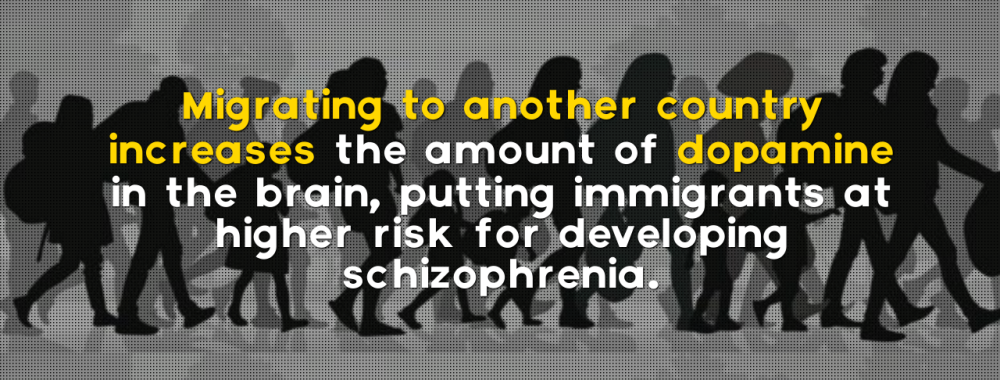 Migrating to another country
increases the amount of dopamine
in the brain, putting immigrants at
higher risk for developing
schizophrenia.